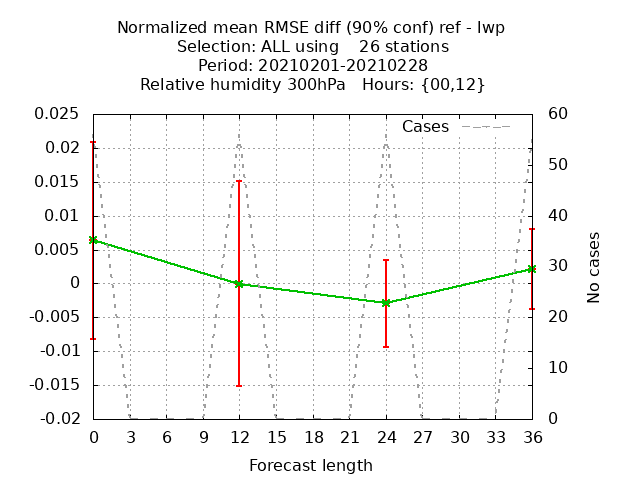 Normalized mean RMSE diff (90% conf) ref - lwp
Selection: ALL using    26 stations
Period: 20210201-20210228
Relative humidity 300hPa   Hours: {00,12}
Cases
0.025
0.02
0.015
0.01
0.005
0
-0.005
-0.01
-0.015
-0.02
60
50
40
30
20
10
0
No cases
0 3 6 9 12 15 18 21 24 27 30 33 36
Forecast length